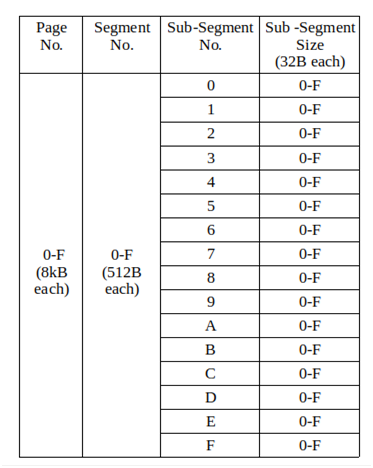 Page No.
Segment No.
Sub-Segment No.
Sub -Segment Size (32B each)
0-F (8kB each)
0-F (512B each)
0 0-F
1 0-F
2 0-F
3 0-F
4 0-F
5 0-F
6 0-F
7 0-F
8 0-F
9 0-F
A 0-F
B 0-F
C 0-F
D 0-F
E 0-F
F 0-F